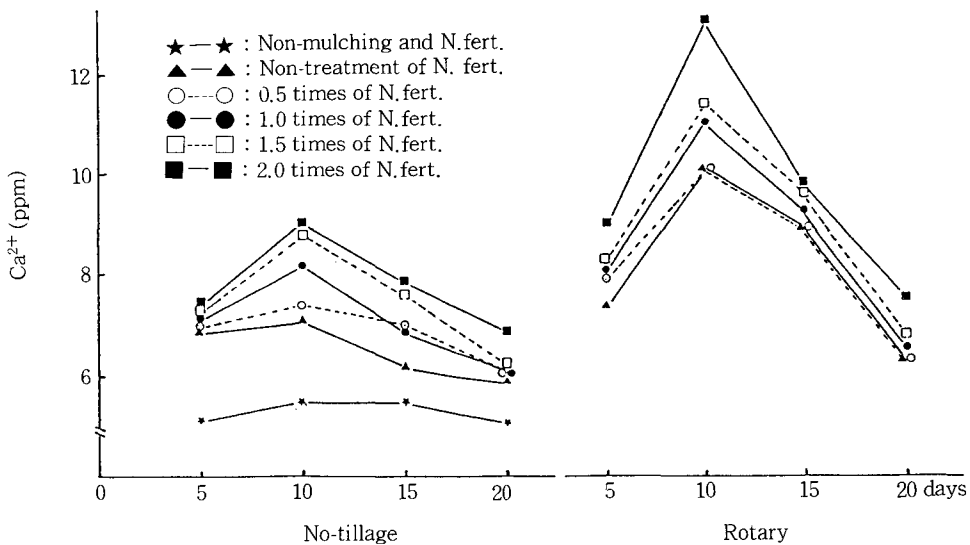 ★—★ : Non-mulching and N.fert.
▲—▲ : Non-treatment of N. fert.
○----○ : 0.5 times of N.fert.
●—● : 1.0 times of N.fert.
□----□ : 1.5 times of N.fert.
■—■ : 2.0 times of N.fert.
Ca²⁺ (ppm)
12
10
8
6
0 5 10 15 20 5 10 15 20 days
No-tillage Rotary